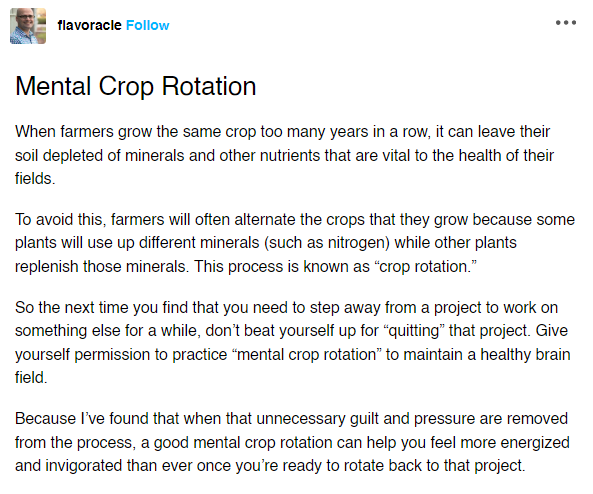 flavoracle Follow
Mental Crop Rotation
When farmers grow the same crop too many years in a row, it can leave their
soil depleted of minerals and other nutrients that are vital to the health of their
fields.
To avoid this, farmers will often alternate the crops that they grow because some
plants will use up different minerals (such as nitrogen) while other plants
replenish those minerals. This process is known as “crop rotation.”
So the next time you find that you need to step away from a project to work on
something else for a while, don’t beat yourself up for “quitting” that project. Give
yourself permission to practice “mental crop rotation” to maintain a healthy brain
field.
Because I’ve found that when that unnecessary guilt and pressure are removed
from the process, a good mental crop rotation can help you feel more energized
and invigorated than ever once you’re ready to rotate back to that project.